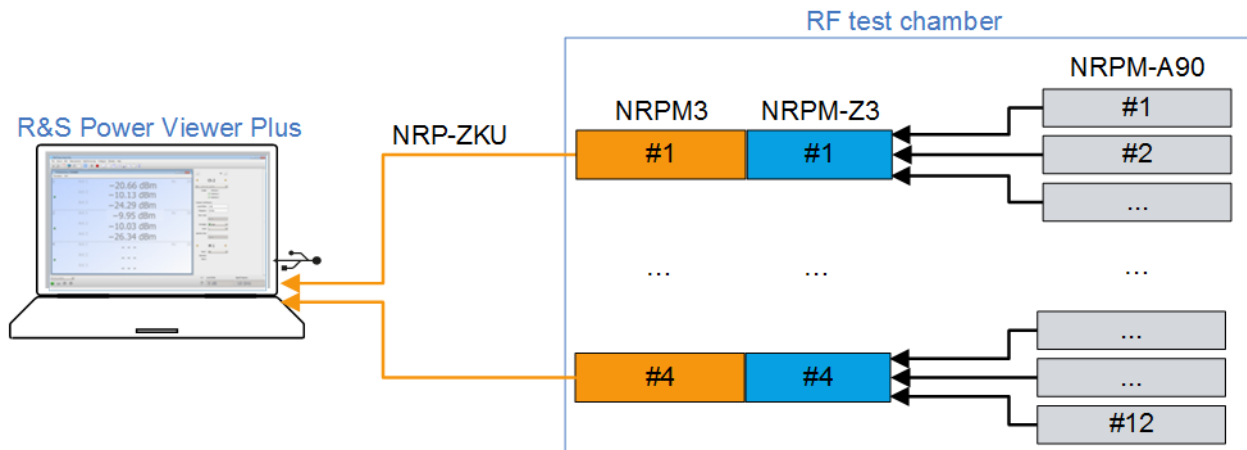 RF test chamber
NRPM-A90
R&S Power Viewer Plus
NRP-ZKU
NRPM3
NRPM-Z3
#1
#1
#1
#2
...
−20.66 dBm
−10.13 dBm
−24.29 dBm
−9.95 dBm
−10.03 dBm
−26.34 dBm
- - -
- - -
- - -
...
...
...
#4
#4
...
...
#12